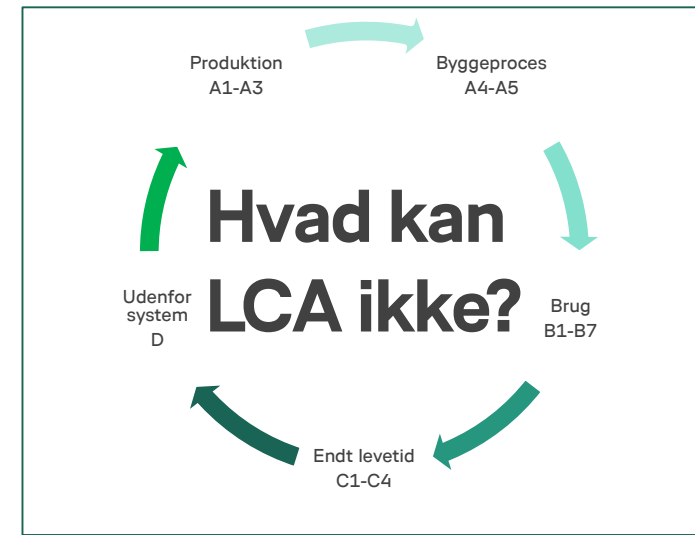 Produktion
A1-A3
Byggeproces
A4-A5
Hvad kan
LCA ikke?
Udenfor
system
D
Brug
B1-B7
Endt levetid
C1-C4